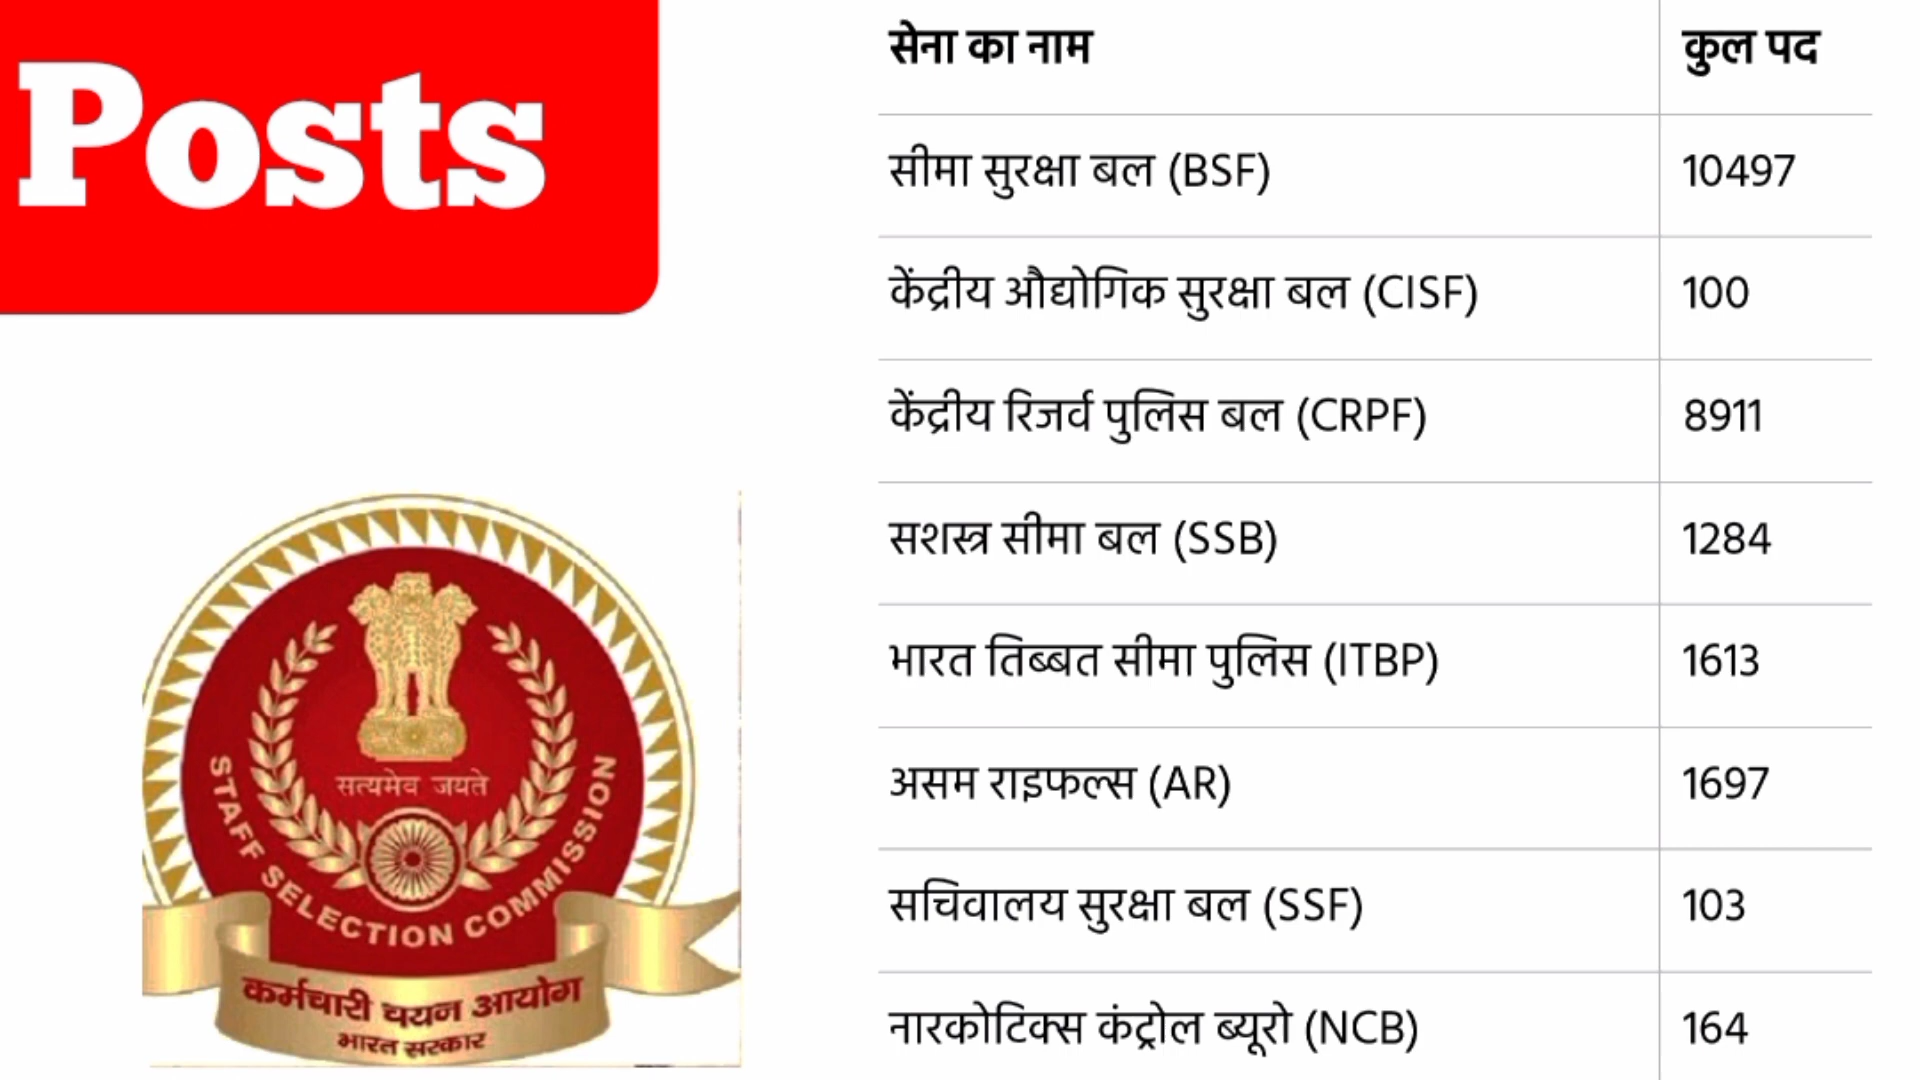 Posts
सेना का नाम कुल पद
सीमा सुरक्षा बल (BSF) 10497
केंद्रीय औद्योगिक सुरक्षा बल (CISF) 100
केंद्रीय रिजर्व पुलिस बल (CRPF) 8911
सशस्त्र सीमा बल (SSB) 1284
भारत तिब्बत सीमा पुलिस (ITBP) 1613
असम राइफल्स (AR) 1697
सचिवालय सुरक्षा बल (SSF) 103
नारकोटिक्स कंट्रोल ब्यूरो (NCB) 164
सत्यमेव जयते
STAFF SELECTION COMMISSION
कर्मचारी चयन आयोग
भारत सरकार